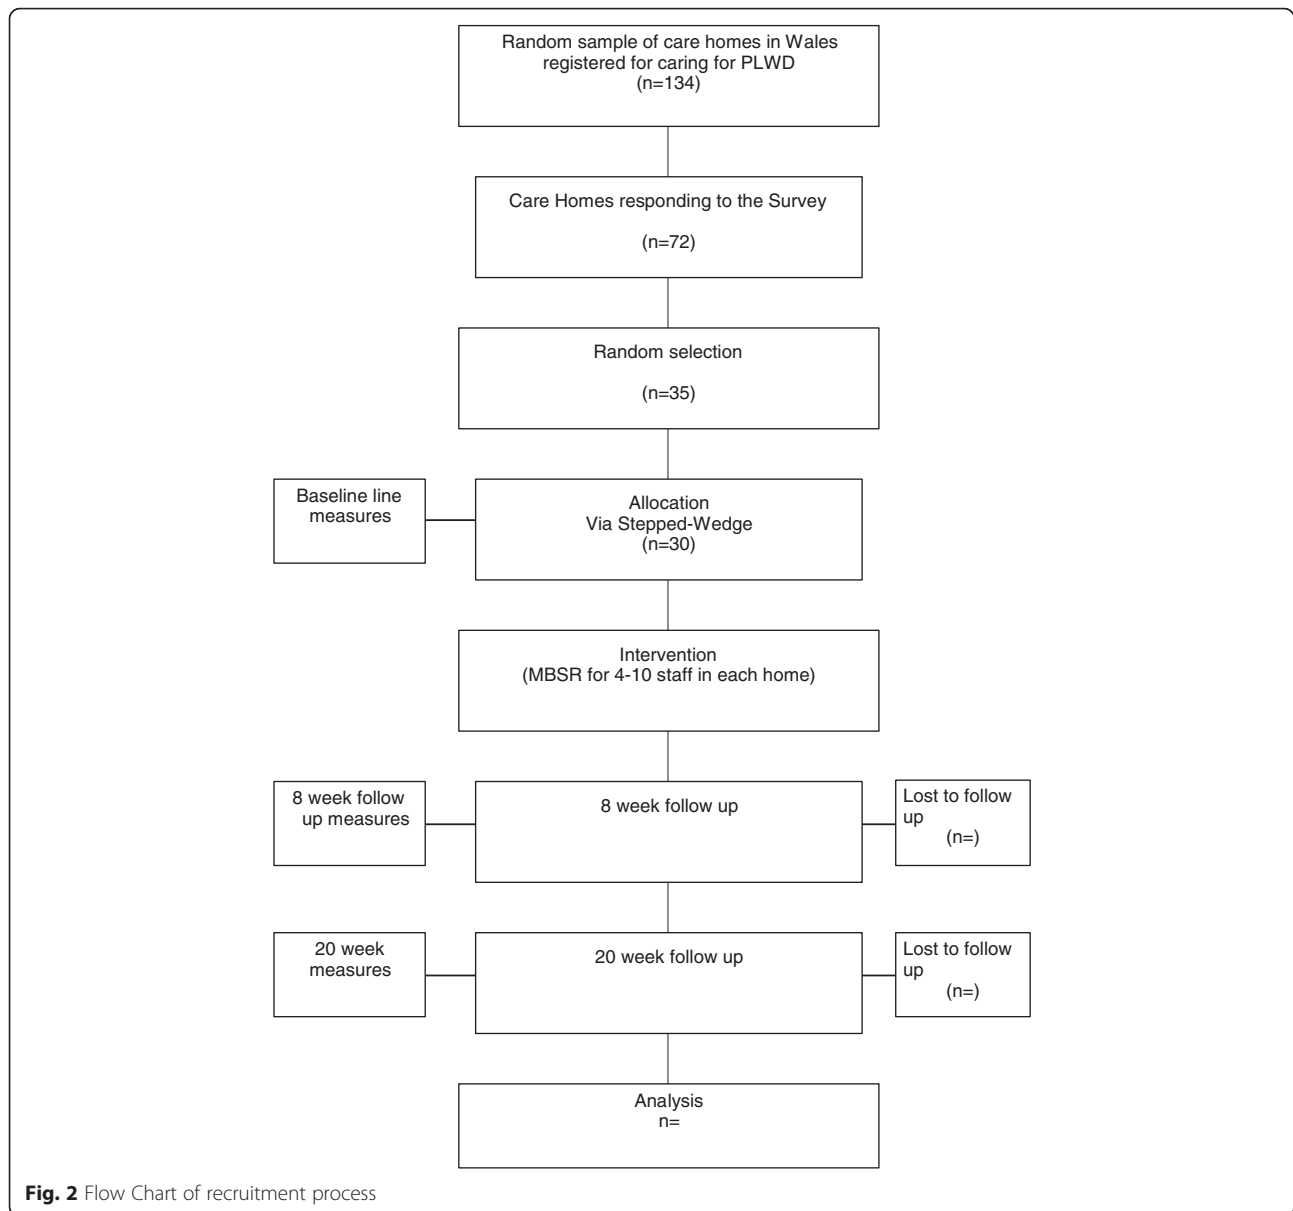 Random sample of care homes in Wales
registered for caring for PLWD
(n=134)
Care Homes responding to the Survey
(n=72)
Random selection
(n=35)
Baseline line
measures
Allocation
Via Stepped-Wedge
(n=30)
Intervention
(MBSR for 4-10 staff in each home)
8 week follow
up measures
8 week follow up
Lost to follow
up
(n=)
20 week
measures
20 week follow up
Lost to follow
up
(n=)
Analysis
n=
Fig. 2 Flow Chart of recruitment process